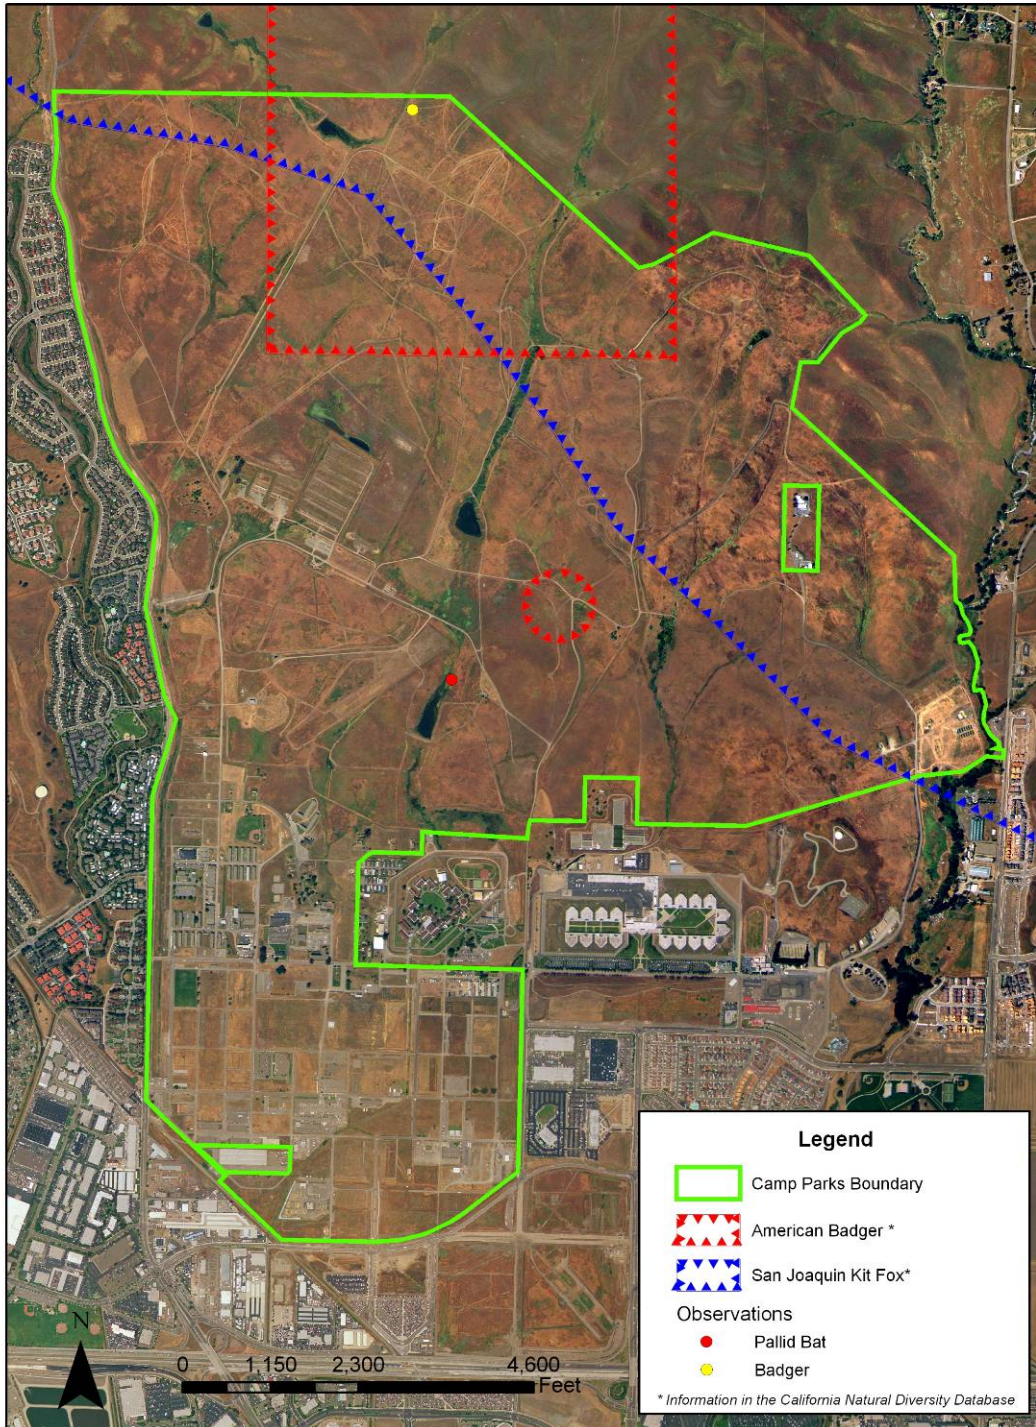 Legend
Camp Parks Boundary
American Badger *
San Joaquin Kit Fox*
Observations
Pallid Bat
Badger
* Information in the California Natural Diversity Database
N
0 1,150 2,300 4,600
Feet